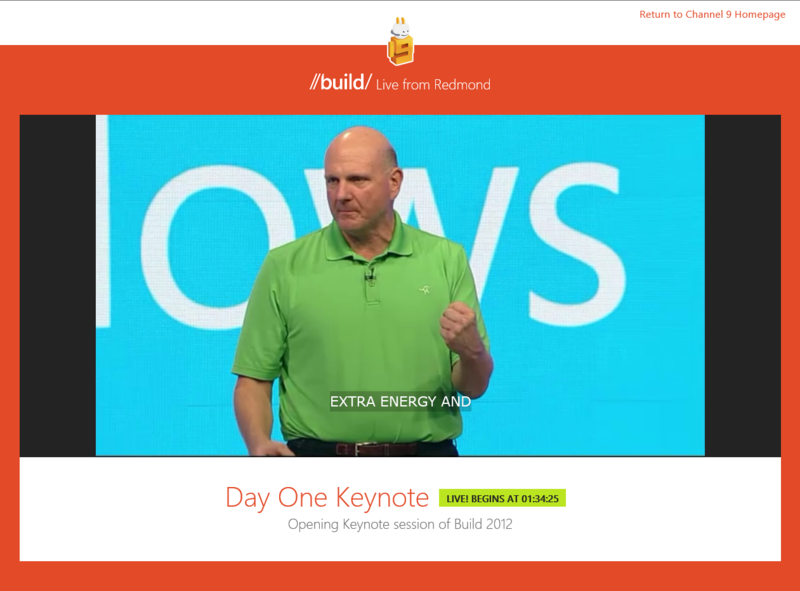 Return to Channel 9 Homepage
9
//build/ Live from Redmond
lows
EXTRA ENERGY AND
Day One Keynote LIVE! BEGINS AT 01:34:25
Opening Keynote session of Build 2012